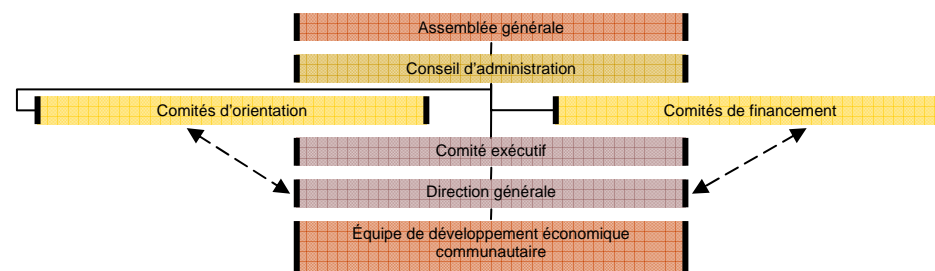 Assemblée générale
Conseil d'administration
Comités d'orientation
Comités de financement
Comité exécutif
Direction générale
Équipe de développement économique
communautaire